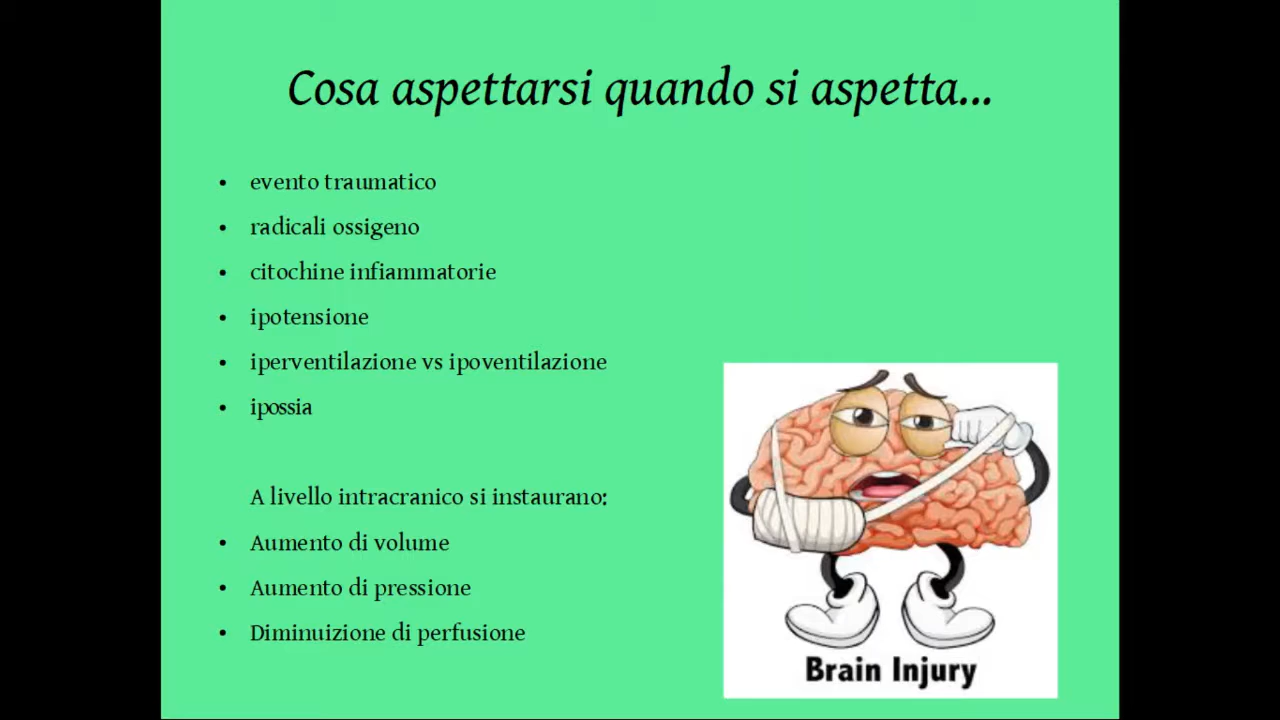 Cosa aspettarsi quando si aspetta...
• evento traumatico
• radicali ossigeno
• citochine infiammatorie
• ipotensione
• iperventilazione vs ipoventilazione
• ipossia
A livello intracranico si instaurano:
• Aumento di volume
• Aumento di pressione
• Diminuizione di perfusione
Brain Injury